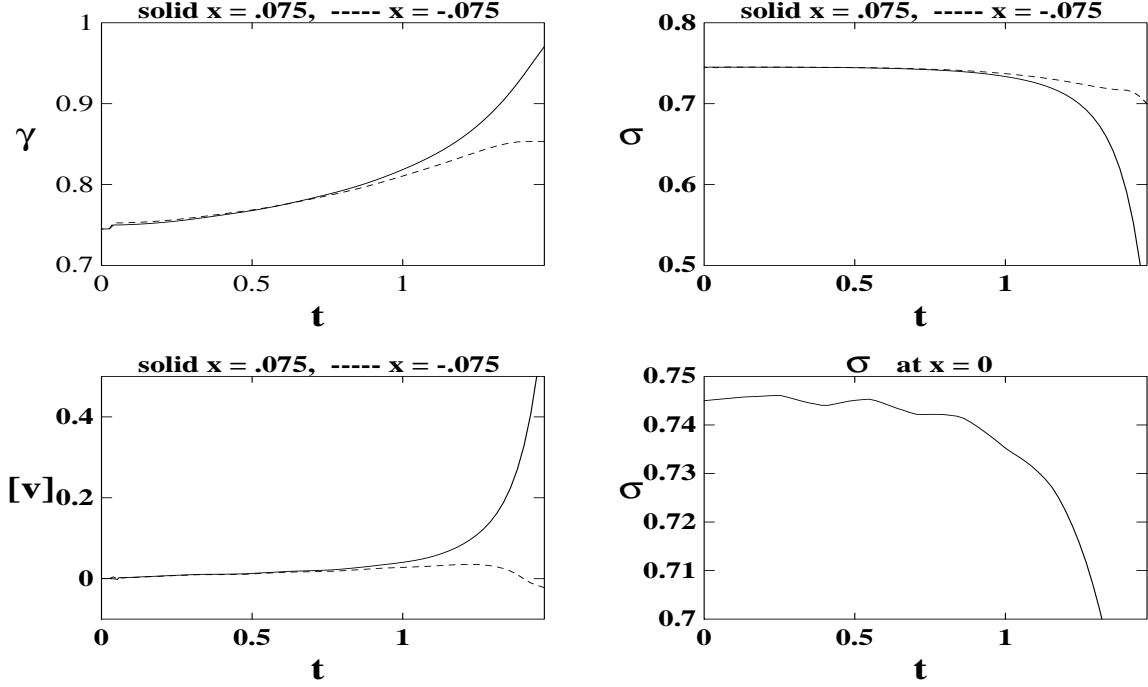 solid x = .075, ----- x = -.075
1
0.9
γ
0.8
0.7
0
0.5
1
t
solid x = .075, ----- x = -.075
0.8
0.7
σ
0.6
0.5
0
0.5
1
t
solid x = .075, ----- x = -.075
0.4
[v]
0.2
0
0
0.5
1
t
σ at x = 0
0.75
0.74
0.73
σ
0.72
0.71
0.7
0
0.5
1
t